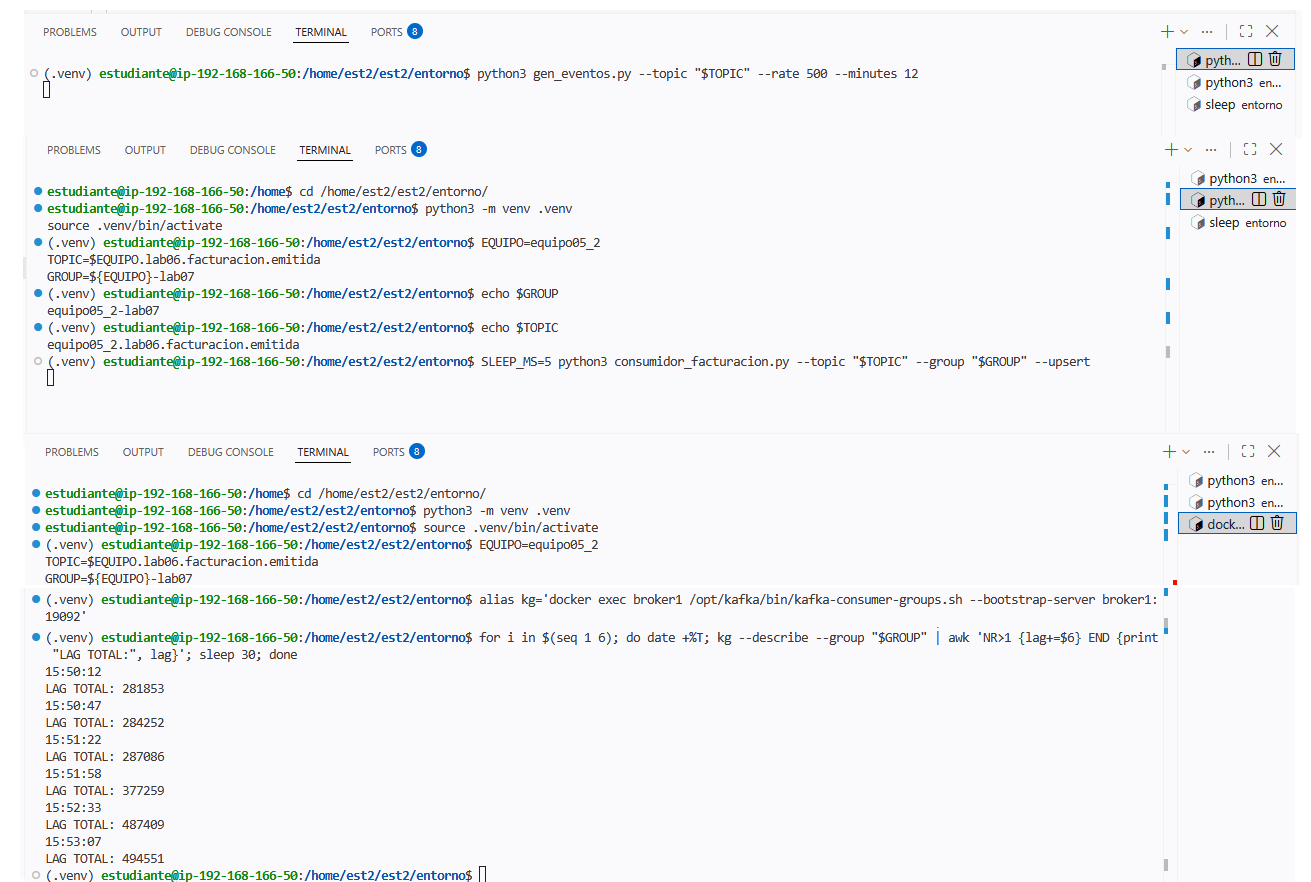 PROBLEMS OUTPUT DEBUG CONSOLE TERMINAL PORTS 8
(.venv) estudiante@ip-192-168-166-50:/home/est2/est2/entorno$ python3 gen_eventos.py --topic "$TOPIC" --rate 500 --minutes 12
pyth...
python3 en...
sleep entorno
PROBLEMS OUTPUT DEBUG CONSOLE TERMINAL PORTS 8
estudiante@ip-192-168-166-50:/home$ cd /home/est2/est2/entorno/
estudiante@ip-192-168-166-50:/home/est2/est2/entorno$ python3 -m venv .venv
source .venv/bin/activate
(.venv) estudiante@ip-192-168-166-50:/home/est2/est2/entorno$ EQUIPO=equipo05_2
TOPIC=$EQUIPO.lab06.facturacion.emitida
GROUP=${EQUIPO}-lab07
(.venv) estudiante@ip-192-168-166-50:/home/est2/est2/entorno$ echo $GROUP
equipo05_2-lab07
(.venv) estudiante@ip-192-168-166-50:/home/est2/est2/entorno$ echo $TOPIC
equipo05_2.lab06.facturacion.emitida
(.venv) estudiante@ip-192-168-166-50:/home/est2/est2/entorno$ SLEEP_MS=5 python3 consumidor_facturacion.py --topic "$TOPIC" --group "$GROUP" --upsert
python3 en...
pyth...
sleep entorno
PROBLEMS OUTPUT DEBUG CONSOLE TERMINAL PORTS 8
estudiante@ip-192-168-166-50:/home$ cd /home/est2/est2/entorno/
estudiante@ip-192-168-166-50:/home/est2/est2/entorno$ python3 -m venv .venv
estudiante@ip-192-168-166-50:/home/est2/est2/entorno$ source .venv/bin/activate
(.venv) estudiante@ip-192-168-166-50:/home/est2/est2/entorno$ EQUIPO=equipo05_2
TOPIC=$EQUIPO.lab06.facturacion.emitida
GROUP=${EQUIPO}-lab07
python3 en...
python3 en...
dock...
(.venv) estudiante@ip-192-168-166-50:/home/est2/est2/entorno$ alias kg='docker exec broker1 /opt/kafka/bin/kafka-consumer-groups.sh --bootstrap-server broker1:
19092'
(.venv) estudiante@ip-192-168-166-50:/home/est2/est2/entorno$ for i in $(seq 1 6); do date +%T; kg --describe --group "$GROUP" | awk 'NR>1 {lag+=$6} END {print
"LAG TOTAL:", lag}'; sleep 30; done
15:50:12
LAG TOTAL: 281853
15:50:47
LAG TOTAL: 284252
15:51:22
LAG TOTAL: 287086
15:51:58
LAG TOTAL: 377259
15:52:33
LAG TOTAL: 487409
15:53:07
LAG TOTAL: 494551
(.venv) estudiante@ip-192-168-166-50:/home/est2/est2/entorno$